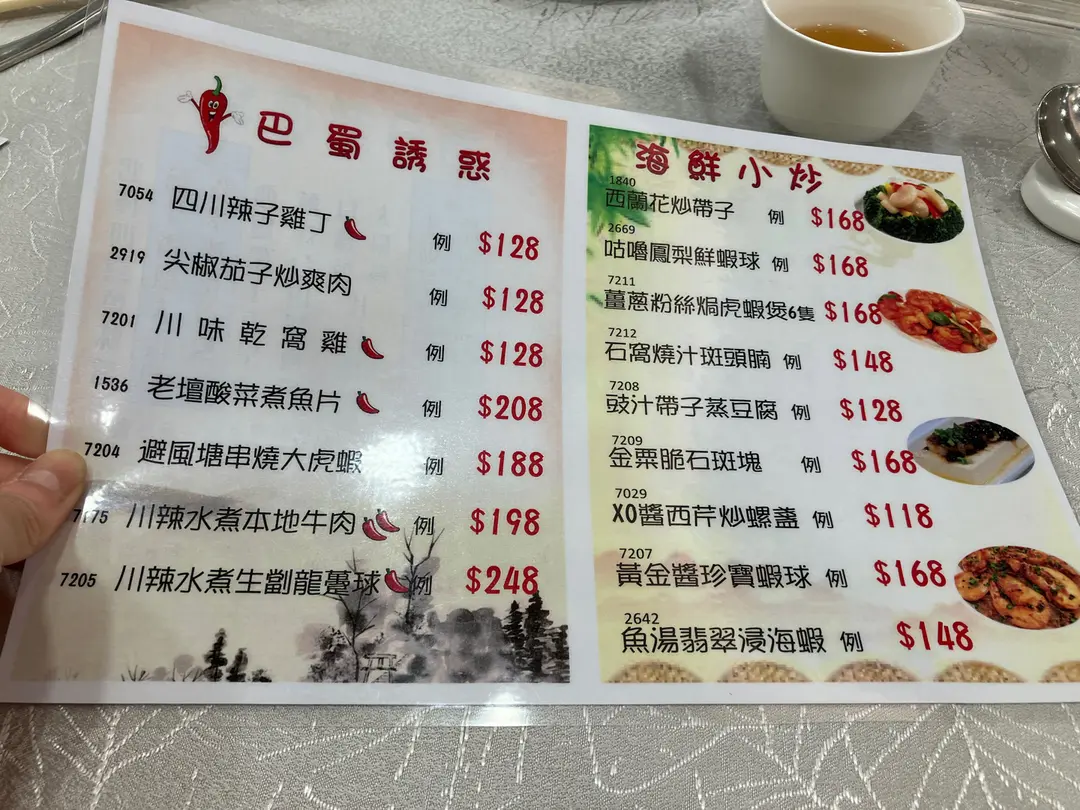 巴蜀誘惑
7054 四川辣子雞丁 例 $128
2919 尖椒茄子炒爽肉 例 $128
7201 川味乾窩雞 例 $128
1536 老壇酸菜煮魚片 例 $208
7204 避風塘串燒大虎蝦 例 $188
7175 川辣水煮本地牛肉 例 $198
7205 川辣水煮生劏龍躉球 例 $248
海鮮小炒
1840
西蘭花炒帶子 例 $168
2669
咕嚕鳳梨鮮蝦球 例 $168
7211
薑蔥粉絲焗虎蝦煲6隻 $168
7212
石窩燒汁斑頭腩 例 $148
7208
豉汁帶子蒸豆腐 例 $128
7209
金粟脆石斑塊 例 $168
7029
XO醬西芹炒螺盞 例 $118
7207
黃金醬珍寶蝦球 例 $168
2642
魚湯翡翠浸海蝦 例 $148